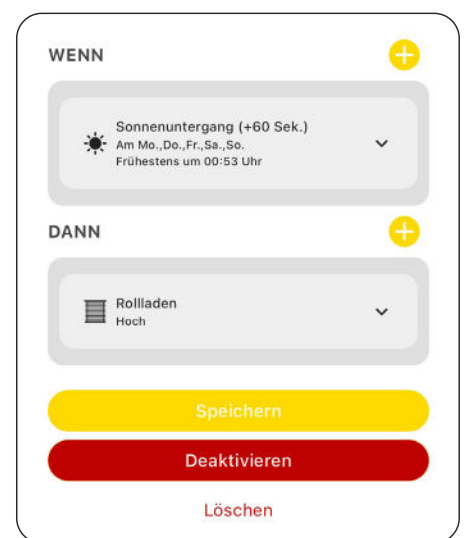 WENN
Sonnenuntergang (+60 Sek.)
Am Mo.,Do.,Fr.,Sa.,So.
Frühestens um 00:53 Uhr
DANN
Rollladen
Hoch
Speichern
Deaktivieren
Löschen